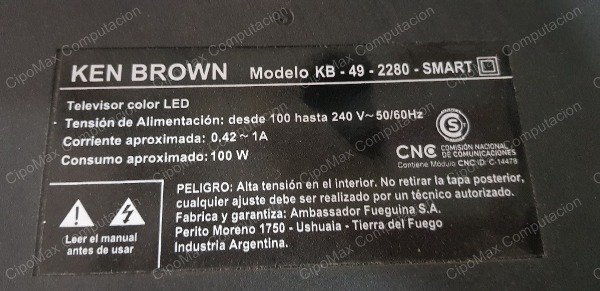 KEN BROWN Modelo KB - 49 - 2280 - SMART
Televisor color LED
Tensión de Alimentación: desde 100 hasta 240 V~ 50/60Hz
Corriente aproximada: 0,42 ~ 1A
Consumo aproximado: 100 W
S
CNC COMISIÓN NACIONAL
DE COMUNICACIONES
Contiene Módulo CNC ID: C-14478
PELIGRO: Alta tensión en el interior. No retirar la tapa posterior,
cualquier ajuste debe ser realizado por un técnico autorizado.
Fabrica y garantiza: Ambassador Fueguina S.A.
Perito Moreno 1750 - Ushuaia - Tierra del Fuego
Industria Argentina.
Leer el manual
antes de usar
CipoMax Computacion